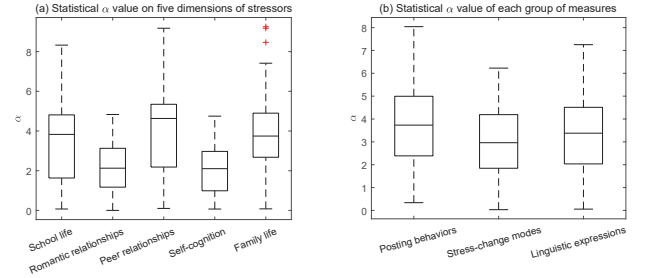 (a) Statistical α value on five dimensions of stressors
8
6
4
2
0
α
School life
Romantic relationships
Peer relationships
Self-cognition
Family life
(b) Statistical α value of each group of measures
8
7
6
5
4
3
2
1
0
α
Posting behaviors
Stress-change modes
Linguistic expressions